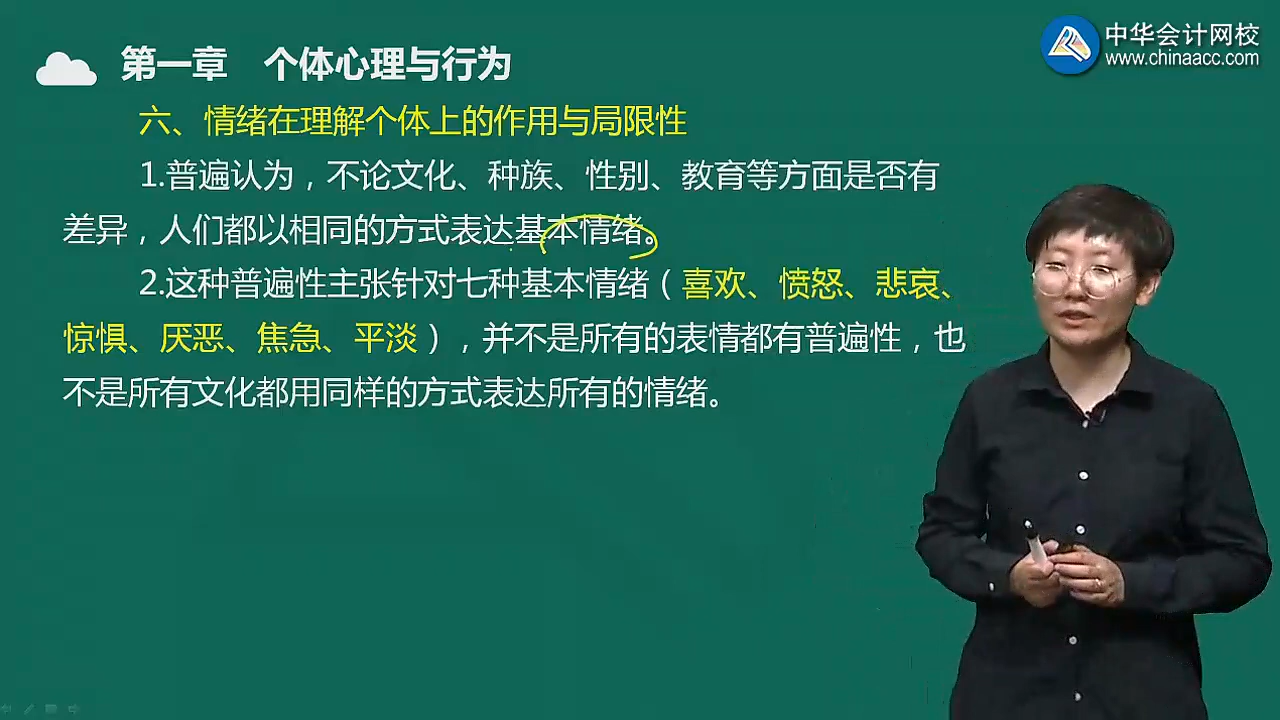 中华会计网校
www.chinaacc.com
第一章 个体心理与行为
六、情绪在理解个体上的作用与局限性
1.普遍认为，不论文化、种族、性别、教育等方面是否有
差异，人们都以相同的方式表达基本情绪。
2.这种普遍性主张针对七种基本情绪（喜欢、愤怒、悲哀、
惊惧、厌恶、焦急、平淡），并不是所有的表情都有普遍性，也
不是所有文化都用同样的方式表达所有的情绪。